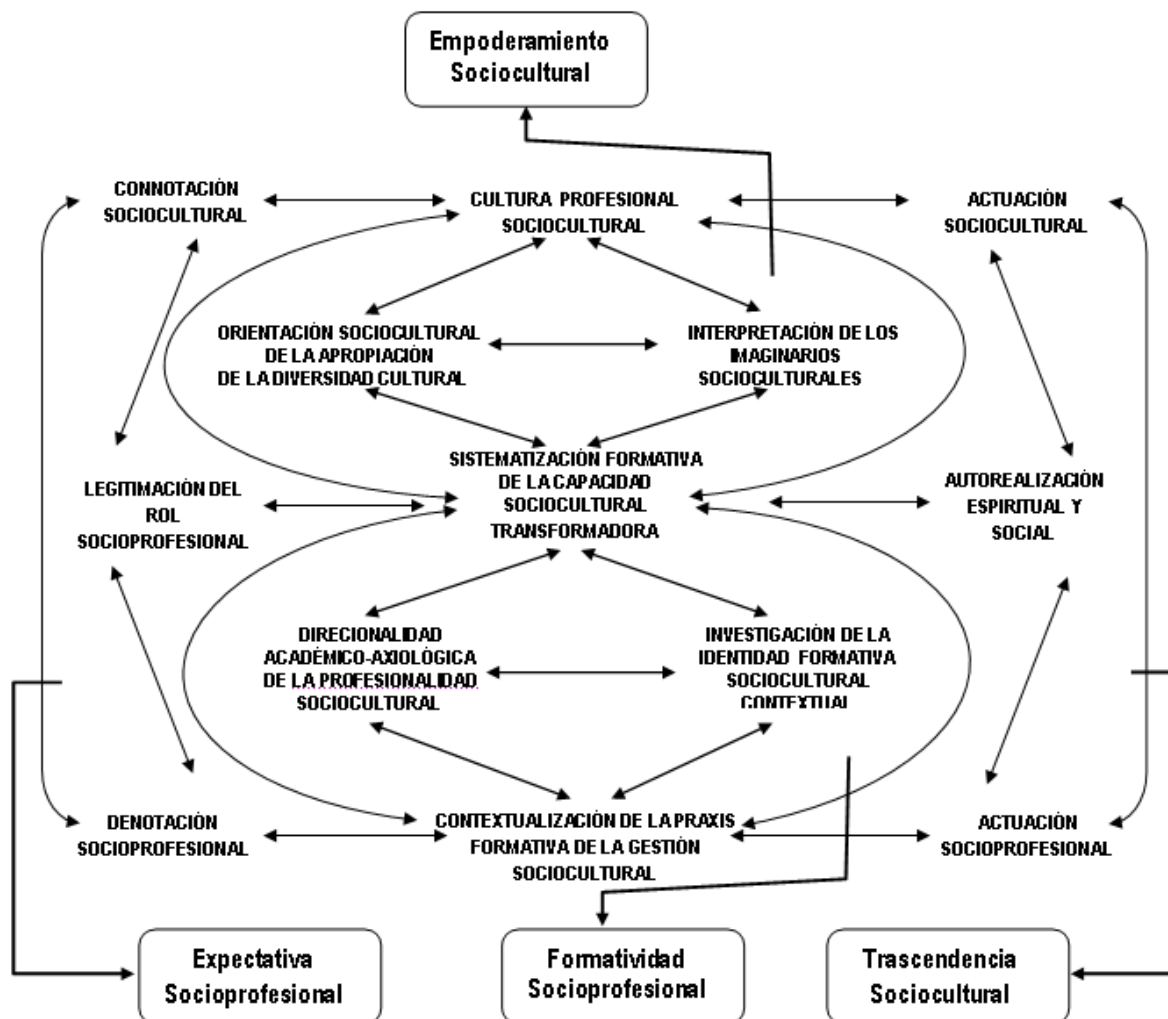 Empoderamiento
Sociocultural
CONNOTACIÓN
SOCIOCULTURAL
CULTURA PROFESIONAL
SOCIOCULTURAL
ACTUACIÓN
SOCIOCULTURAL
ORIENTACIÓN SOCIOCULTURAL
DE LA APROPIACIÓN
DE LA DIVERSIDAD CULTURAL
INTERPRETACIÓN DE LOS
IMAGINARIOS
SOCIOCULTURALES
SISTEMATIZACIÓN FORMATIVA
DE LA CAPACIDAD
SOCIOCULTURAL
TRANSFORMADORA
LEGITIMACIÓN DEL
ROL
SOCIOPROFESIONAL
AUTOREALIZACIÓN
ESPIRITUAL Y
SOCIAL
DIRECIONALIDAD
ACADÉMICO-AXIOLÓGICA
DE LA PROFESIONALIDAD
SOCIOCULTURAL
INVESTIGACIÓN DE LA
IDENTIDAD FORMATIVA
SOCIOCULTURAL
CONTEXTUAL
DENOTACIÓN
SOCIOPROFESIONAL
CONTEXTUALIZACIÓN DE LA PRAXIS
FORMATIVA DE LA GESTIÓN
SOCIOCULTURAL
ACTUACIÓN
SOCIOPROFESIONAL
Expectativa
Socioprofesional
Formatividad
Socioprofesional
Trascendencia
Sociocultural